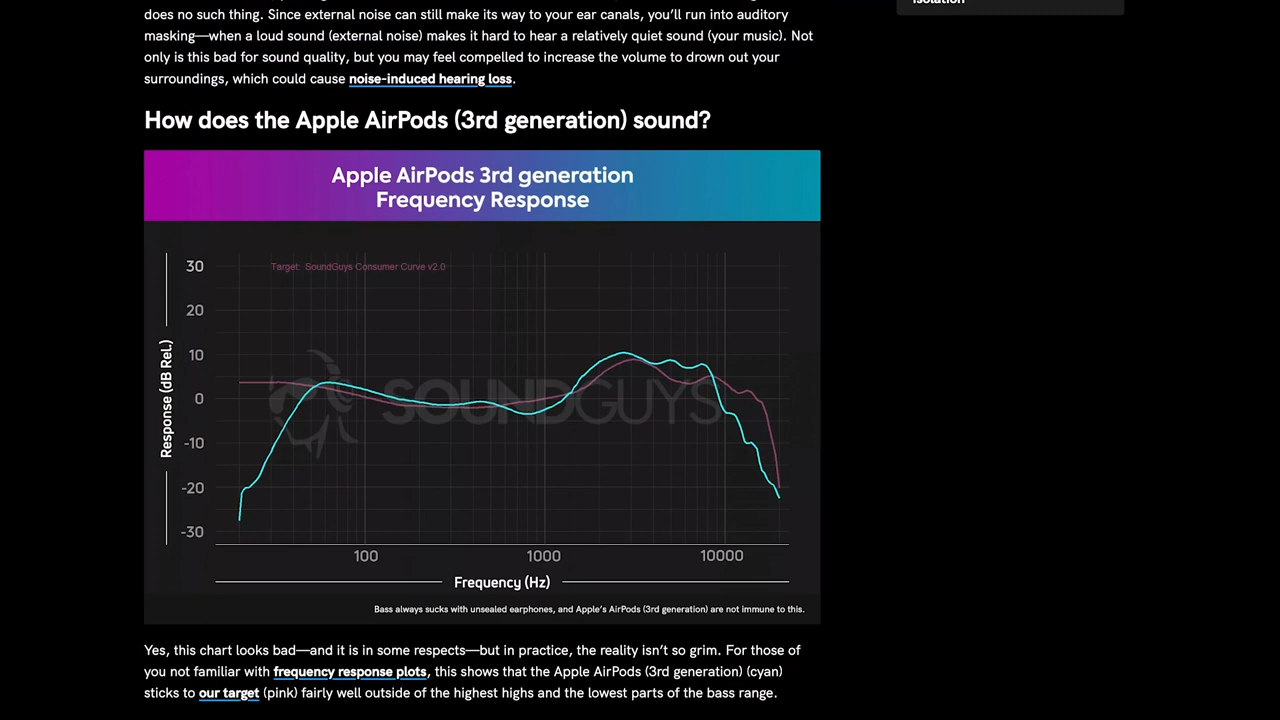 does no such thing. Since external noise can still make its way to your ear canals, you'll run into auditory
masking—when a loud sound (external noise) makes it hard to hear a relatively quiet sound (your music). Not
only is this bad for sound quality, but you may feel compelled to increase the volume to drown out your
surroundings, which could cause noise-induced hearing loss.
How does the Apple AirPods (3rd generation) sound?
Apple AirPods 3rd generation
Frequency Response
Target: SoundGuys Consumer Curve v2.0
30
20
10
0
-10
-20
-30
Response (dB Rel.)
SOUNDGUYS
100 1000 10000
Frequency (Hz)
Bass always sucks with unsealed earphones, and Apple's AirPods (3rd generation) are not immune to this.
Yes, this chart looks bad—and it is in some respects—but in practice, the reality isn't so grim. For those of
you not familiar with frequency response plots, this shows that the Apple AirPods (3rd generation) (cyan)
sticks to our target (pink) fairly well outside of the highest highs and the lowest parts of the bass range.